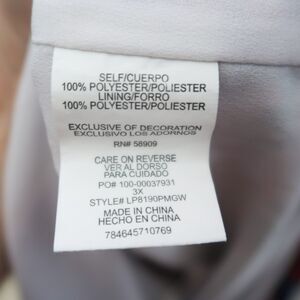 SELF/CUERPO
100% POLYESTER/POLIESTER
LINING/FORRO
100% POLYESTER/POLIESTER
EXCLUSIVE OF DECORATION
EXCLUSIVO LOS ADORNOS
RN# 58909
CARE ON REVERSE
VER AL DORSO
PARA CUIDADO
PO# 100-00037931
3X
STYLE# LP8190PMGW
MADE IN CHINA
HECHO EN CHINA
784645710769